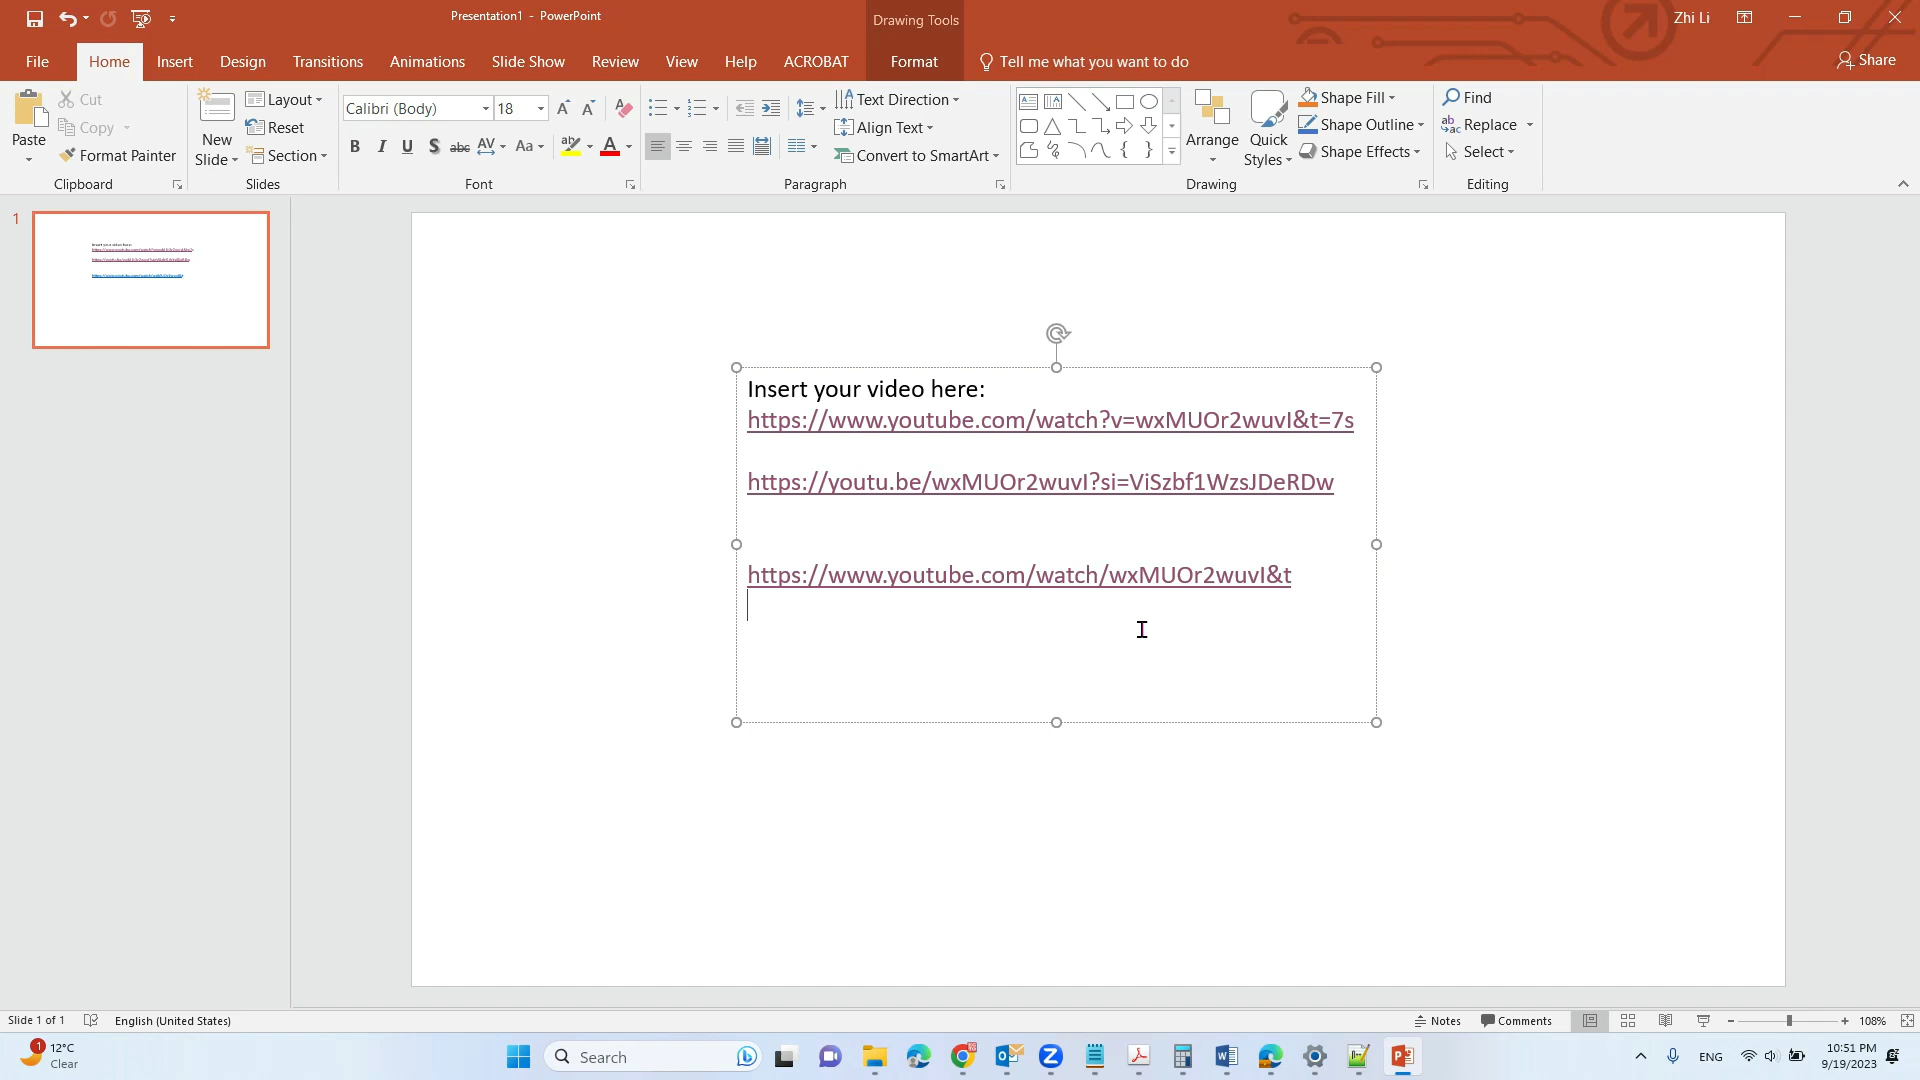 Presentation1 - PowerPoint
Drawing Tools
Zhi Li
File
Home
Insert
Design
Transitions
Animations
Slide Show
Review
View
Help
ACROBAT
Format
Tell me what you want to do
Share
Paste
Cut
Copy
Format Painter
Clipboard
New Slide
Layout
Reset
Section
Slides
Calibri (Body)
18
B I U S abc AV Aa
A
Font
Text Direction
Align Text
Convert to SmartArt
Paragraph
Arrange
Quick Styles
Shape Fill
Shape Outline
Shape Effects
Drawing
Find
Replace
Select
Editing
1
Insert your video here:
https://www.youtube.com/watch?v=wxMUOr2wuvI&t=7s
https://youtu.be/wxMUOr2wuvI?si=ViSzbf1WzsJDeRDw
https://www.youtube.com/watch/wxMUOr2wuvI&t
Slide 1 of 1
English (United States)
Notes
Comments
108%
1
12°C
Clear
Search
ENG
10:51 PM
9/19/2023